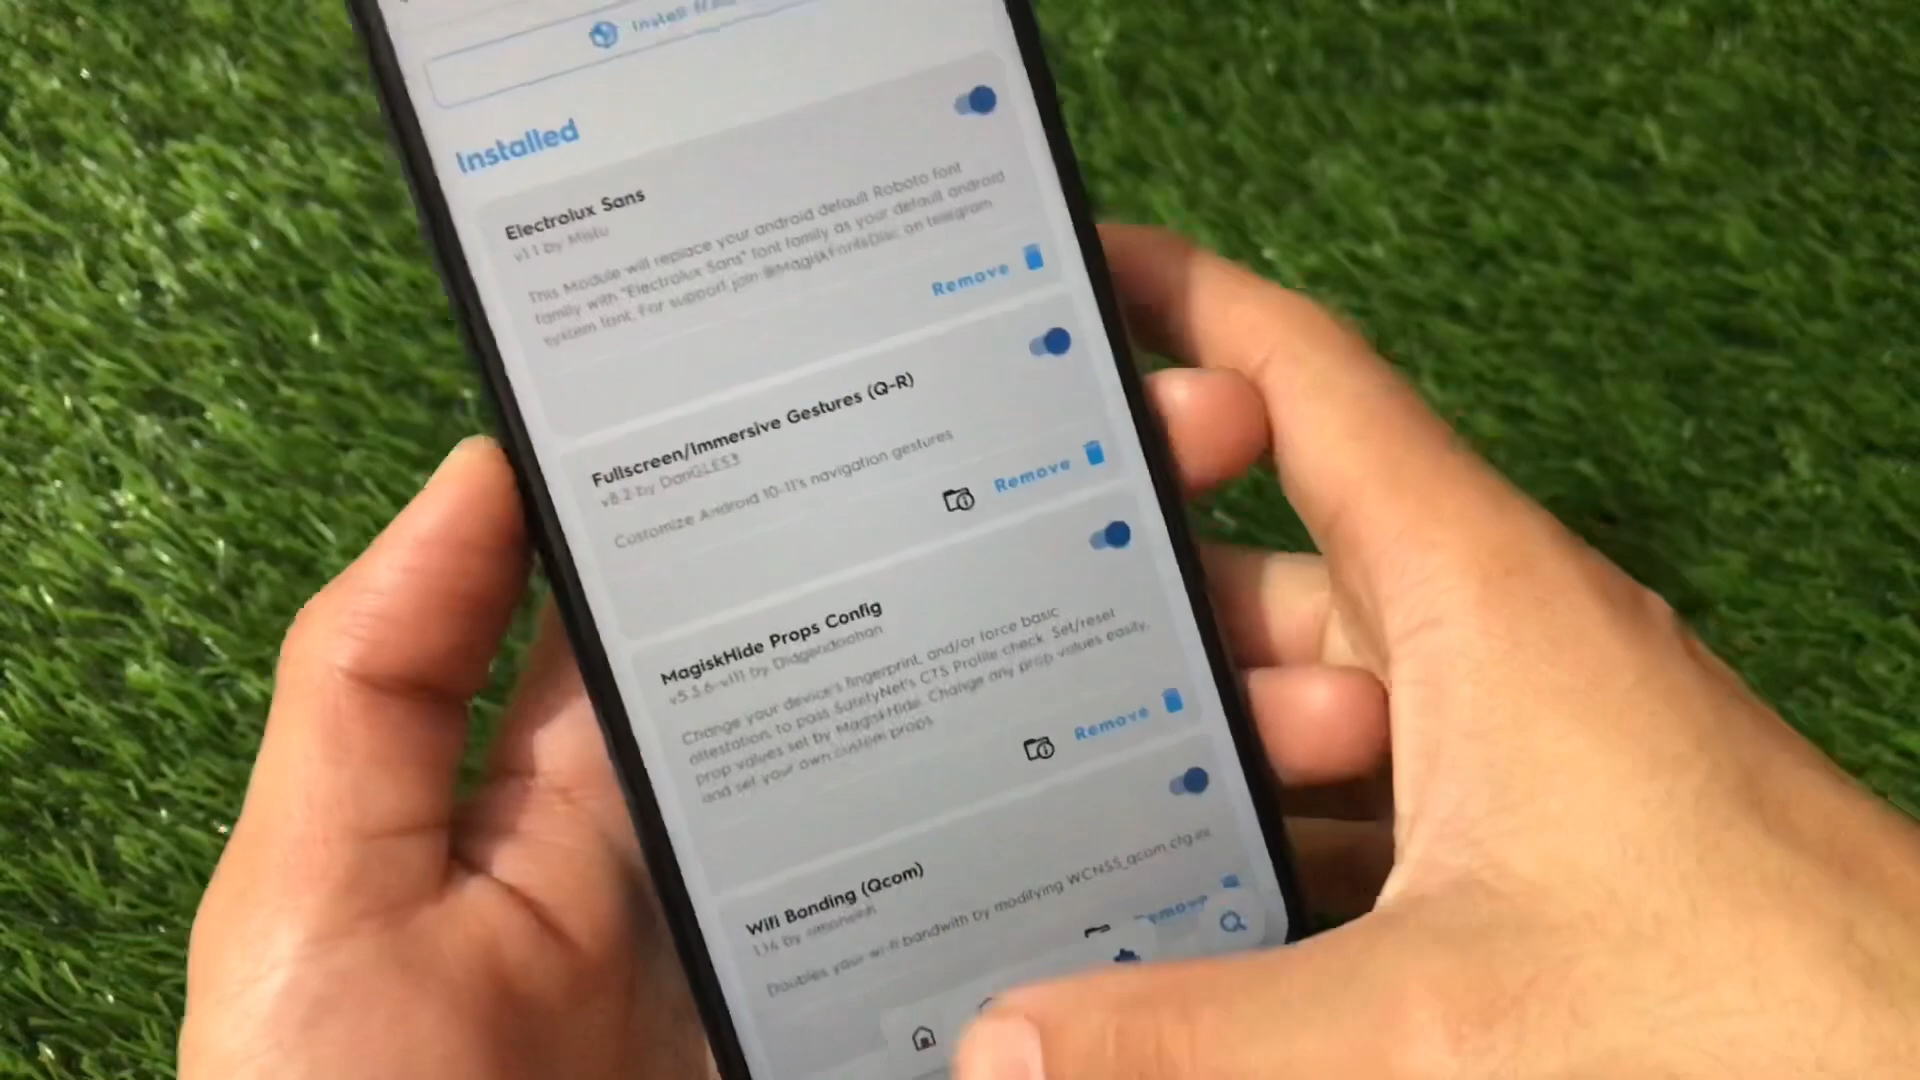 Install from
Installed
Electrolux Sans
v1.1 by Mistu
This Module will replace your android default Roboto font
family with "Electrolux Sans" font family as your default android
system font. For support join @MagiskFontsDisc on telegram
Remove
Fullscreen/Immersive Gestures (Q-R)
v8.2 by DanGLES3
Customize Android 10-11's navigation gestures
Remove
MagiskHide Props Config
v5.3.6-v111 by Didgeridoohan
Change your device's fingerprint, and/or force basic
attestation, to pass SafetyNet's CTS Profile check. Set/reset
prop values set by MagiskHide. Change any prop values easily,
and set your own custom props.
Remove
Wifi Bonding (Qcom)
1.14 by simonsmh
Doubles your wi-fi bandwith by modifying WCNSS_qcom_cfg.ini
Remove